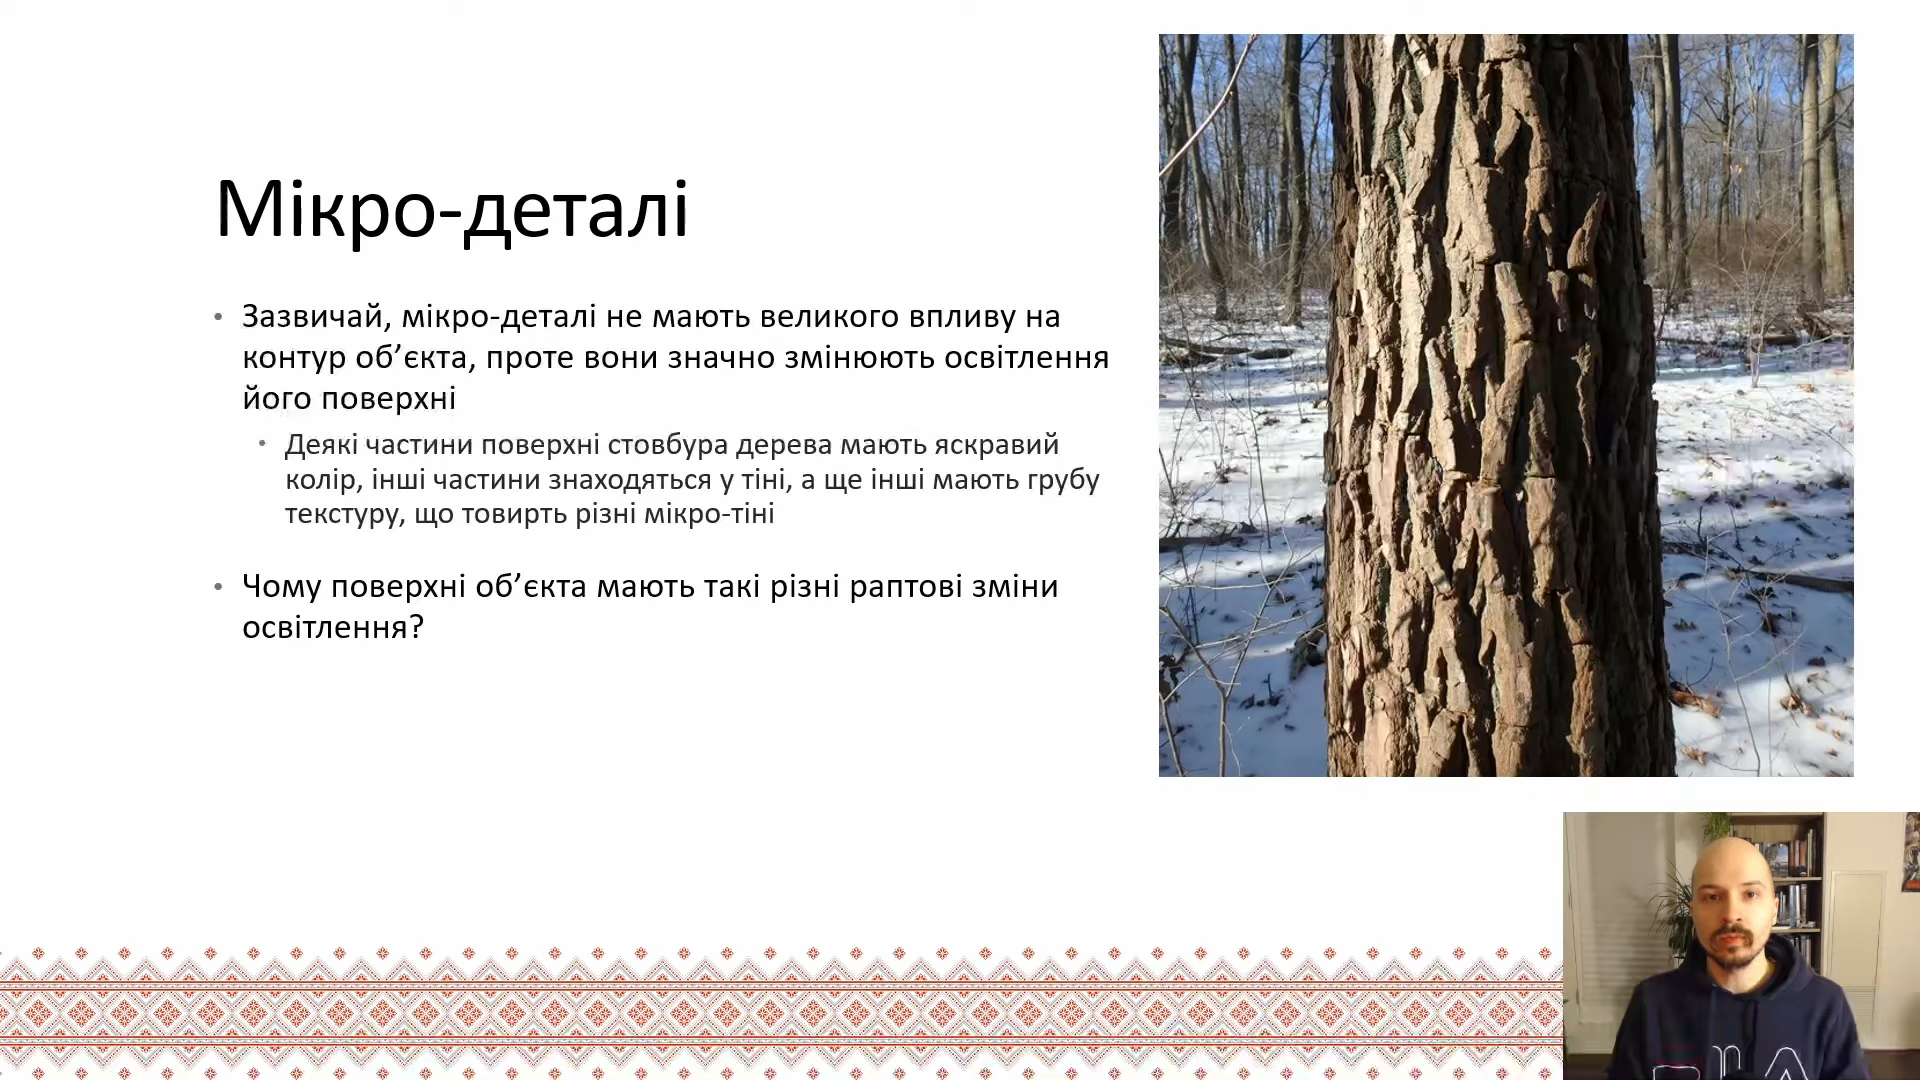 Мікро-деталі
• Зазвичай, мікро-деталі не мають великого впливу на
контур об’єкта, проте вони значно змінюють освітлення
його поверхні
• Деякі частини поверхні стовбура дерева мають яскравий
колір, інші частини знаходяться у тіні, а ще інші мають грубу
текстуру, що товирть різні мікро-тіні
• Чому поверхні об’єкта мають такі різні раптові зміни
освітлення?